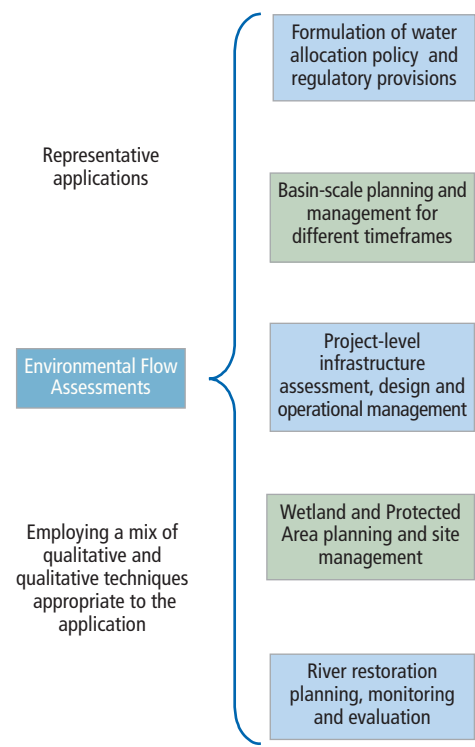 Representative
applications
Environmental Flow
Assessments
Employing a mix of
qualitative and
qualitative techniques
appropriate to the
application
Formulation of water
allocation policy and
regulatory provisions
Basin-scale planning and
management for
different timeframes
Project-level
infrastructure
assessment, design and
operational management
Wetland and Protected
Area planning and site
management
River restoration
planning, monitoring
and evaluation